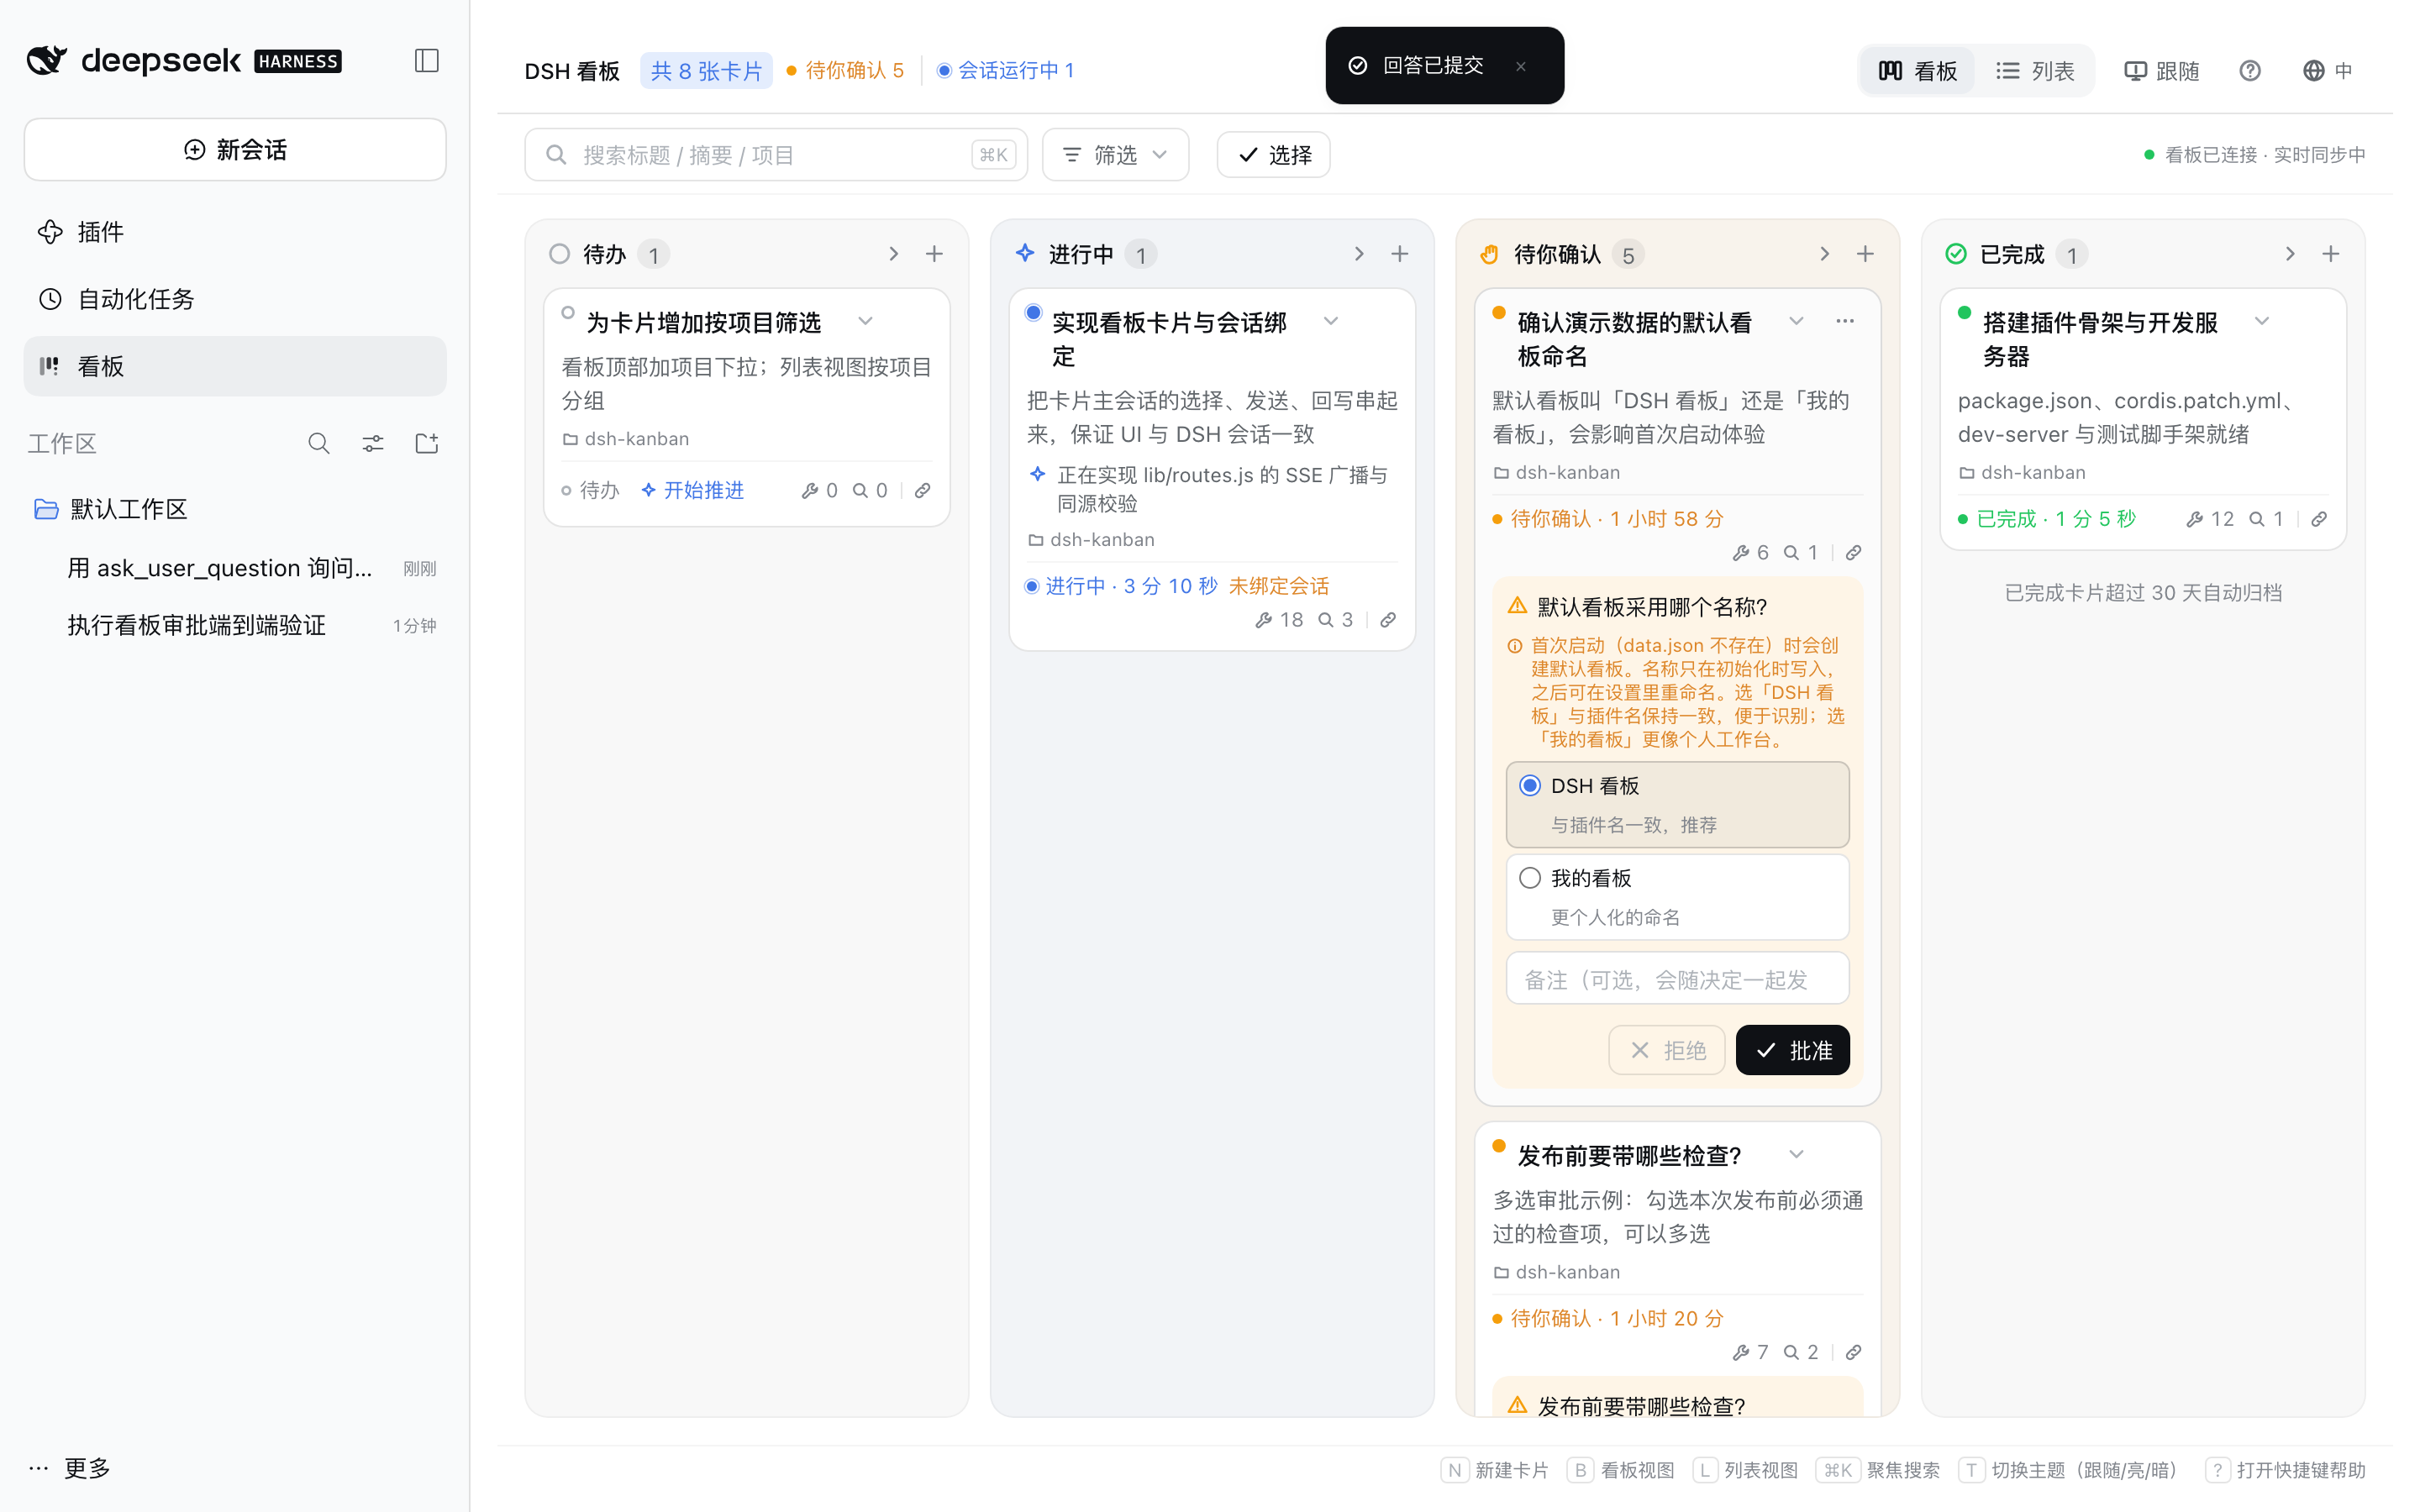 deepseek HARNESS
新会话
插件
自动化任务
看板
工作区
默认工作区
用 ask_user_question 询问... 刚刚
执行看板审批端到端验证 1分钟
更多
DSH 看板 共 8 张卡片 待你确认 5 会话运行中 1
回答已提交
看板 列表 跟随 中
搜索标题 / 摘要 / 项目 ⌘K 筛选 选择
看板已连接 · 实时同步中
待办 1
为卡片增加按项目筛选
看板顶部加项目下拉；列表视图按项目
分组
dsh-kanban
待办 开始推进 0 0
进行中 1
实现看板卡片与会话绑
定
把卡片主会话的选择、发送、回写串起
来，保证 UI 与 DSH 会话一致
正在实现 lib/routes.js 的 SSE 广播与
同源校验
dsh-kanban
进行中 · 3 分 10 秒 未绑定会话
18 3
待你确认 5
确认演示数据的默认看
板命名
默认看板叫「DSH 看板」还是「我的
看板」，会影响首次启动体验
dsh-kanban
待你确认 · 1 小时 58 分
6 1
默认看板采用哪个名称？
首次启动（data.json 不存在）时会创
建默认看板。名称只在初始化时写入，
之后可在设置里重命名。选「DSH 看
板」与插件名保持一致，便于识别；选
「我的看板」更像个人工作台。
DSH 看板
与插件名一致，推荐
我的看板
更个人化的命名
备注（可选，会随决定一起发
拒绝 批准
发布前要带哪些检查？
多选审批示例：勾选本次发布前必须通
过的检查项，可以多选
dsh-kanban
待你确认 · 1 小时 20 分
7 2
发布前要带哪些检查？
已完成 1
搭建插件骨架与开发服
务器
package.json、cordis.patch.yml、
dev-server 与测试脚手架就绪
dsh-kanban
已完成 · 1 分 5 秒 12 1
已完成卡片超过 30 天自动归档
N 新建卡片 B 看板视图 L 列表视图 ⌘K 聚焦搜索 T 切换主题（跟随/亮/暗） ? 打开快捷键帮助